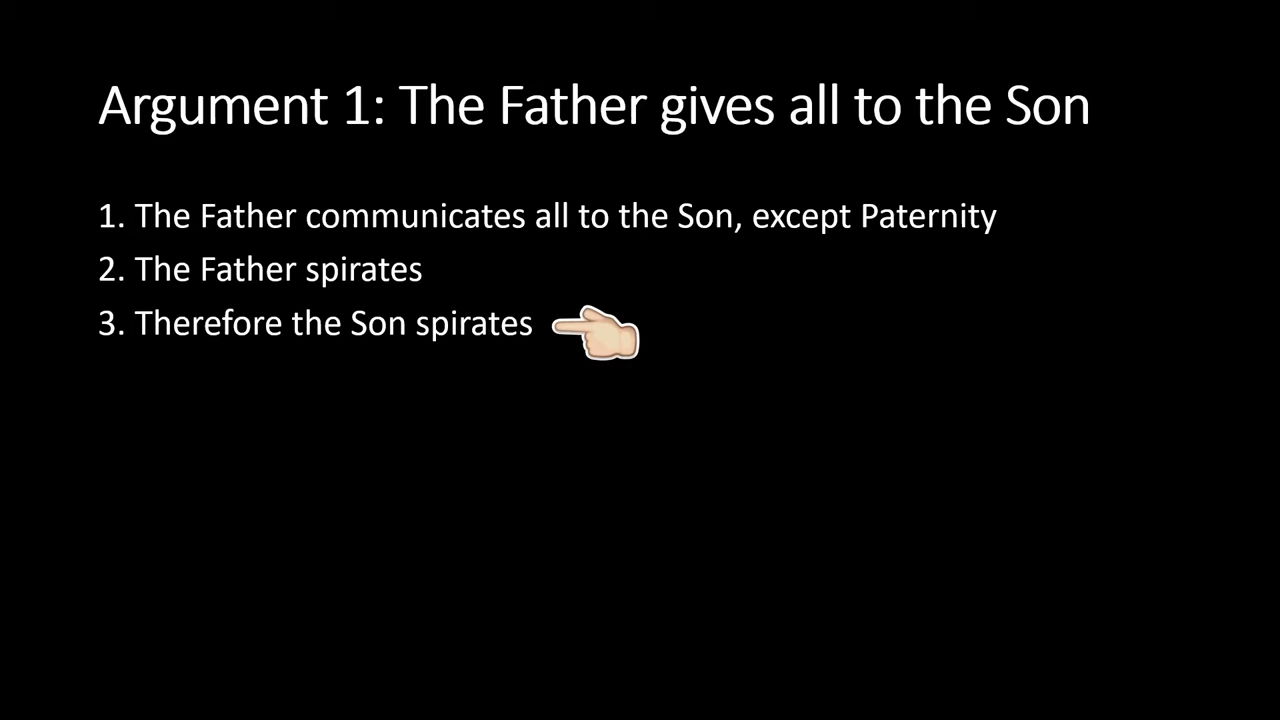 Argument 1: The Father gives all to the Son
1. The Father communicates all to the Son, except Paternity
2. The Father spirates
3. Therefore the Son spirates